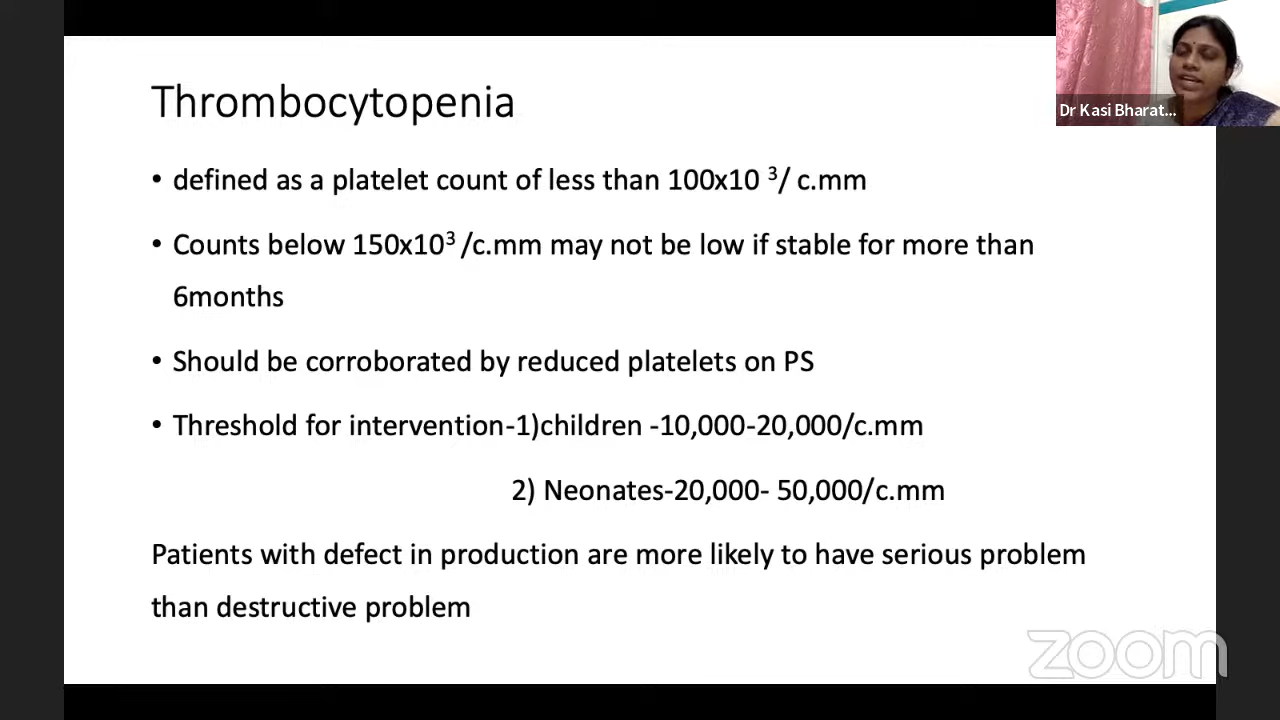 Thrombocytopenia
Dr Kasi Bharat...
• defined as a platelet count of less than 100x10 ³/ c.mm
• Counts below 150x10³ /c.mm may not be low if stable for more than
6months
• Should be corroborated by reduced platelets on PS
• Threshold for intervention-1)children -10,000-20,000/c.mm
2) Neonates-20,000- 50,000/c.mm
Patients with defect in production are more likely to have serious problem
than destructive problem
zoom